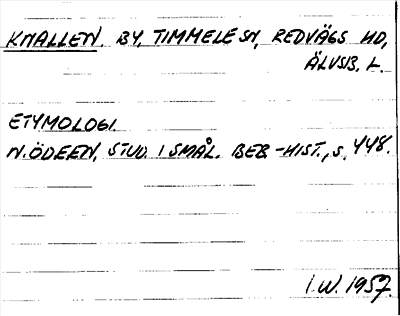 KNALLEN. BY, TIMMELE SN, REDVÄGS HD,
ÄLVSB. L.
ETYMOLOGI.
N. ÖDEEN, STUD. I SMÅL. BEB.-HIST., S. 448.
I.W. 1957.